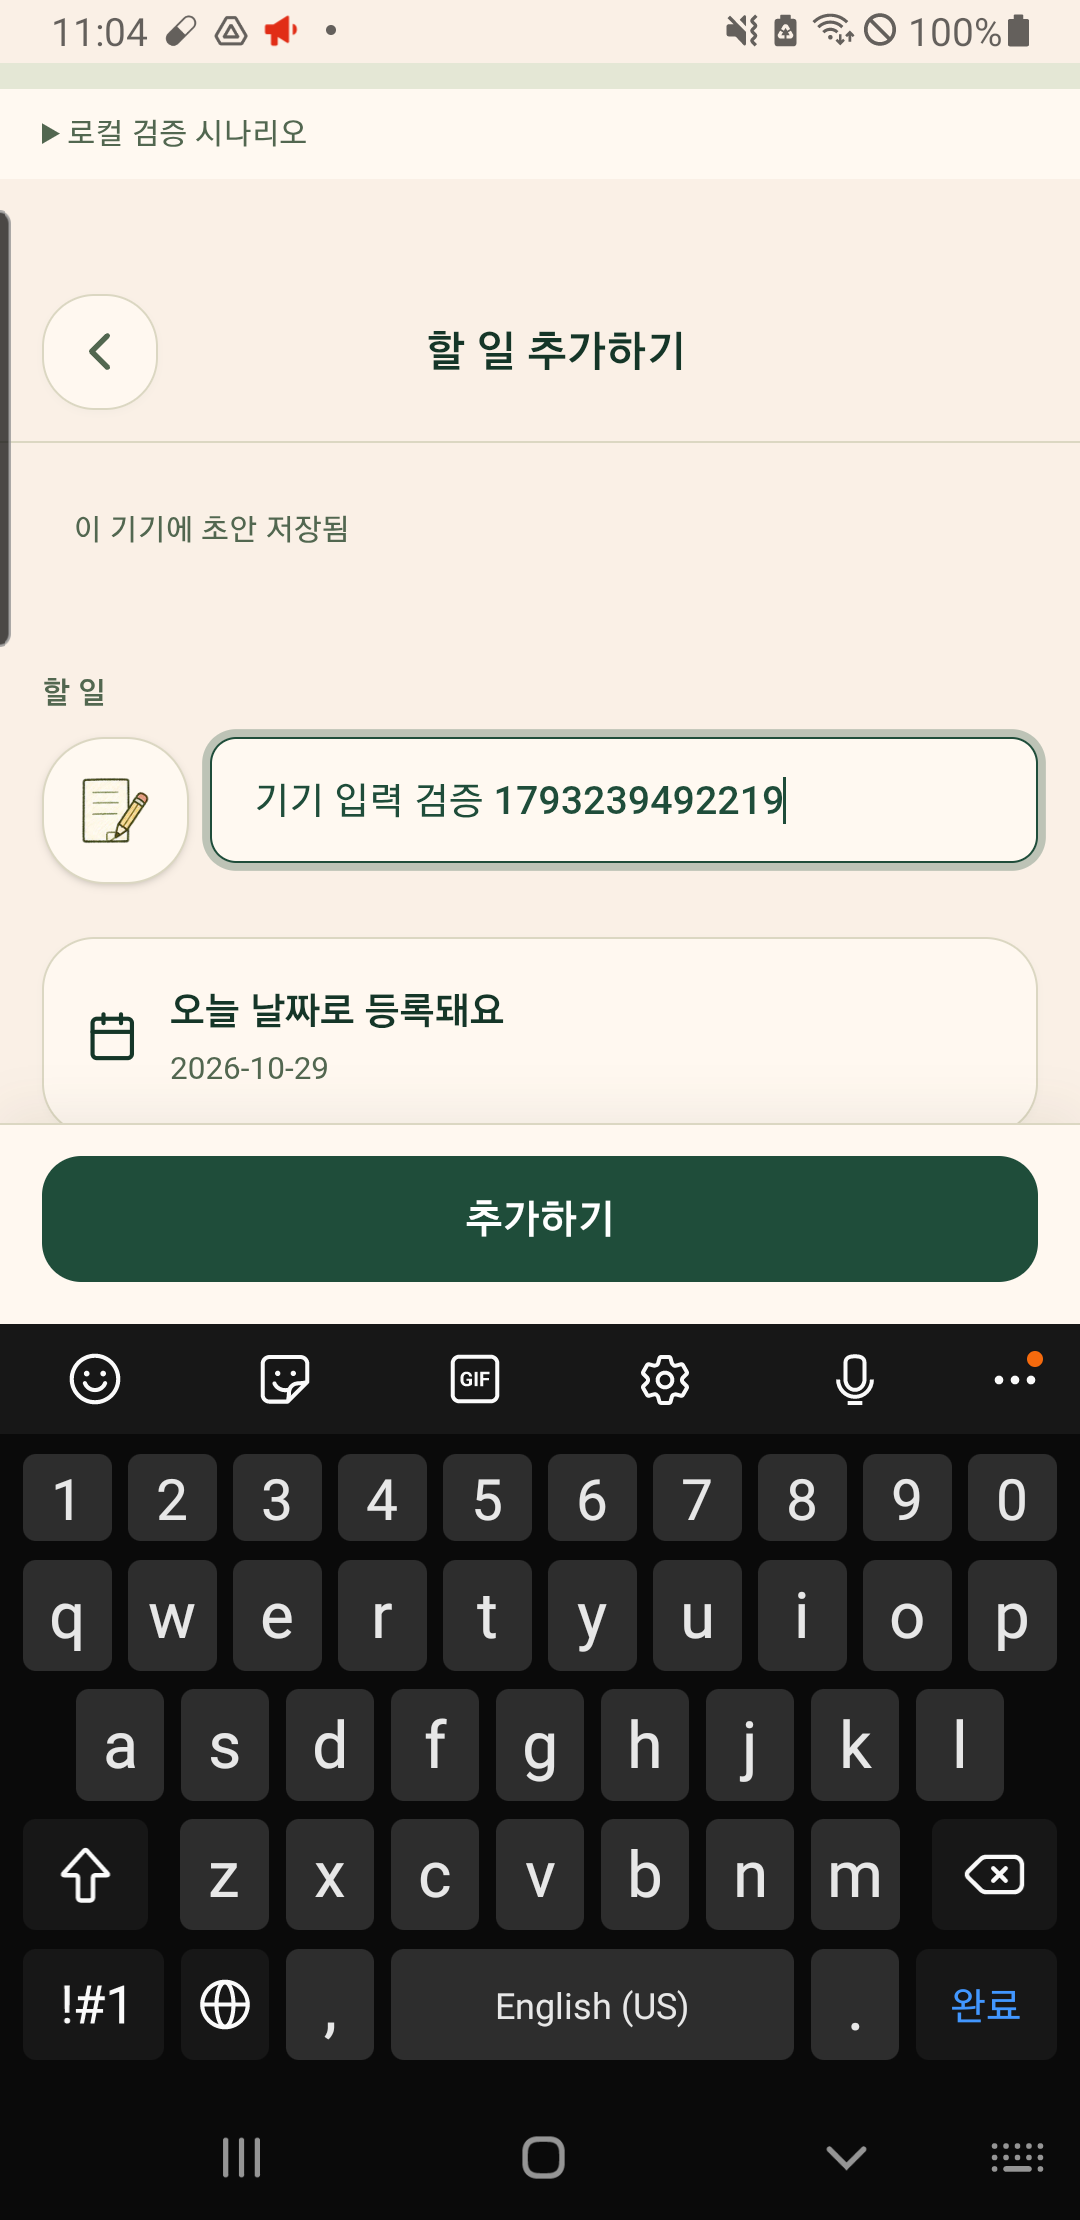 11:04
100%
▶ 로컬 검증 시나리오
할 일 추가하기
이 기기에 초안 저장됨
할 일
기기 입력 검증 1793239492219
오늘 날짜로 등록돼요
2026-10-29
추가하기
GIF
1 2 3 4 5 6 7 8 9 0
q w e r t y u i o p
a s d f g h j k l
z x c v b n m
!#1 , English (US) . 완료